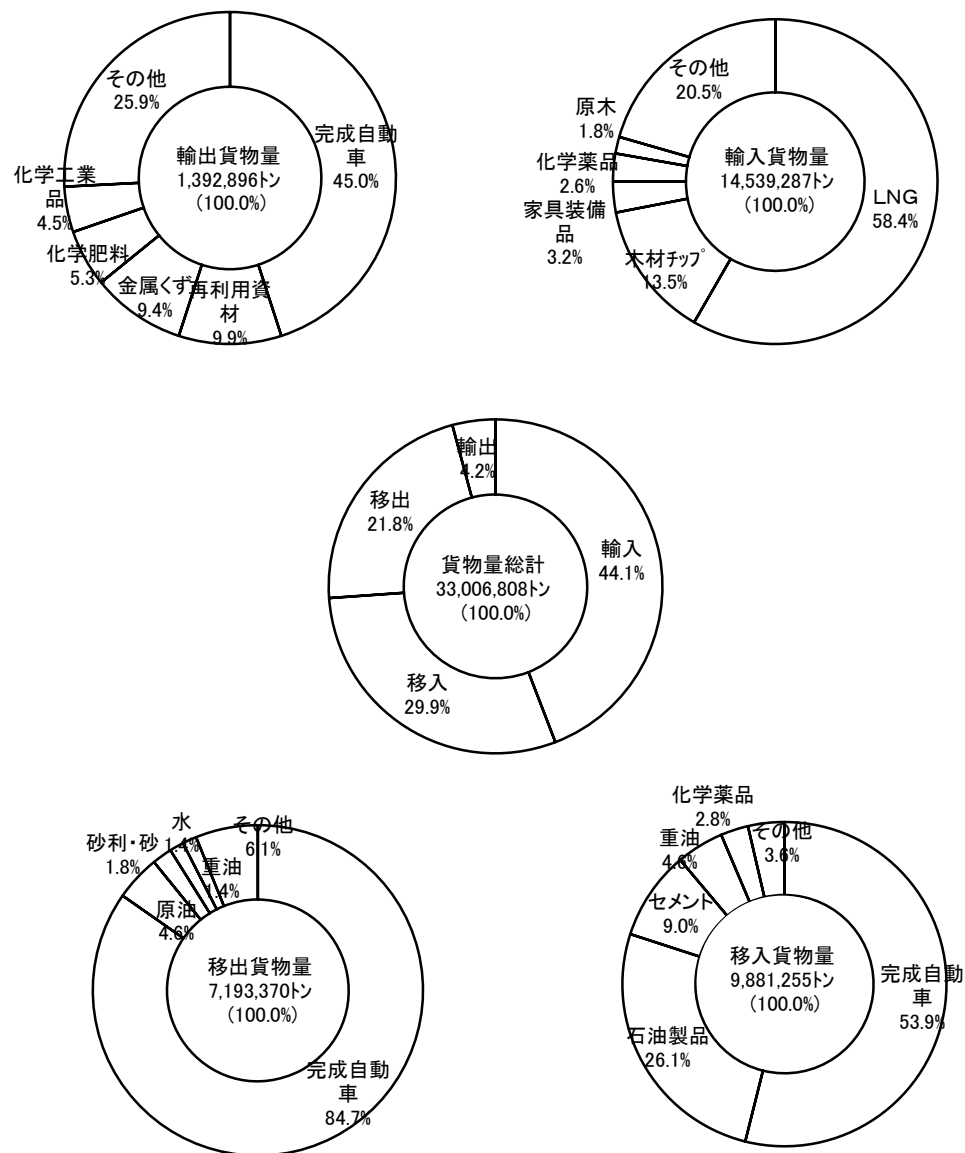 その他
25.9%
完成自動
車
45.0%
輸出貨物量
1,392,896トン
(100.0%)
化学工業
品
4.5%
化学肥料
5.3%
金属くず
9.4%
再利用資
材
9.9%
その他
20.5%
原木
1.8%
化学薬品
2.6%
家具装備
品
3.2%
木材チップ
13.5%
輸入貨物量
14,539,287トン
(100.0%)
LNG
58.4%
輸出
4.2%
移出
21.8%
輸入
44.1%
貨物量総計
33,006,808トン
(100.0%)
移入
29.9%
水
1.4%
その他
6.1%
砂利・砂
1.8%
重油
1.4%
原油
4.6%
移出貨物量
7,193,370トン
(100.0%)
完成自動
車
84.7%
化学薬品
2.8%
重油
4.6%
その他
3.6%
セメント
9.0%
移入貨物量
9,881,255トン
(100.0%)
完成自動
車
53.9%
石油製品
26.1%